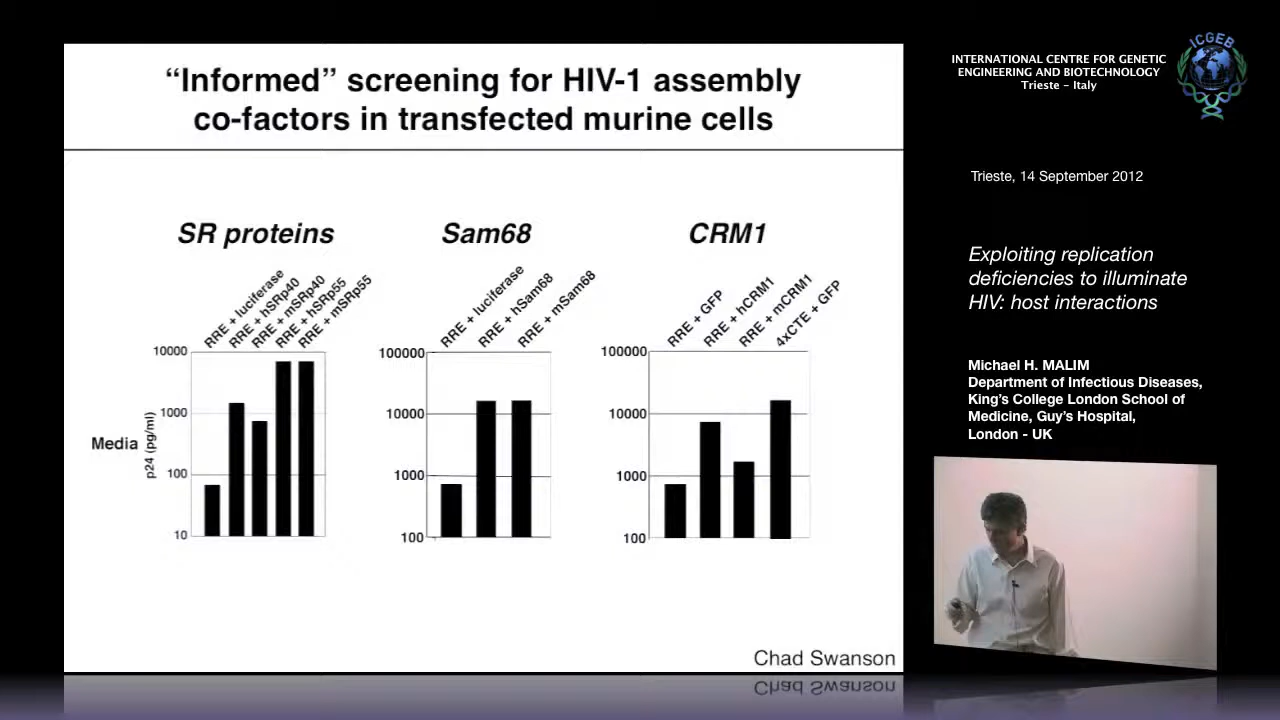 “Informed” screening for HIV-1 assembly
co-factors in transfected murine cells
SR proteins
Sam68
CRM1
RRE + luciferase
RRE + hSRp40
RRE + mSRp40
RRE + hSRp55
RRE + mSRp55
RRE + luciferase
RRE + hSam68
RRE + mSam68
RRE + GFP
RRE + hCRM1
RRE + mCRM1
4xCTE + GFP
10000
1000
100
10
Media
p24 (pg/ml)
100000
10000
1000
100
100000
10000
1000
100
Chad Swanson
Chad Swanson
INTERNATIONAL CENTRE FOR GENETIC
ENGINEERING AND BIOTECHNOLOGY
Trieste – Italy
ICGEB
Trieste, 14 September 2012
Exploiting replication
deficiencies to illuminate
HIV: host interactions
Michael H. MALIM
Department of Infectious Diseases,
King’s College London School of
Medicine, Guy’s Hospital,
London - UK